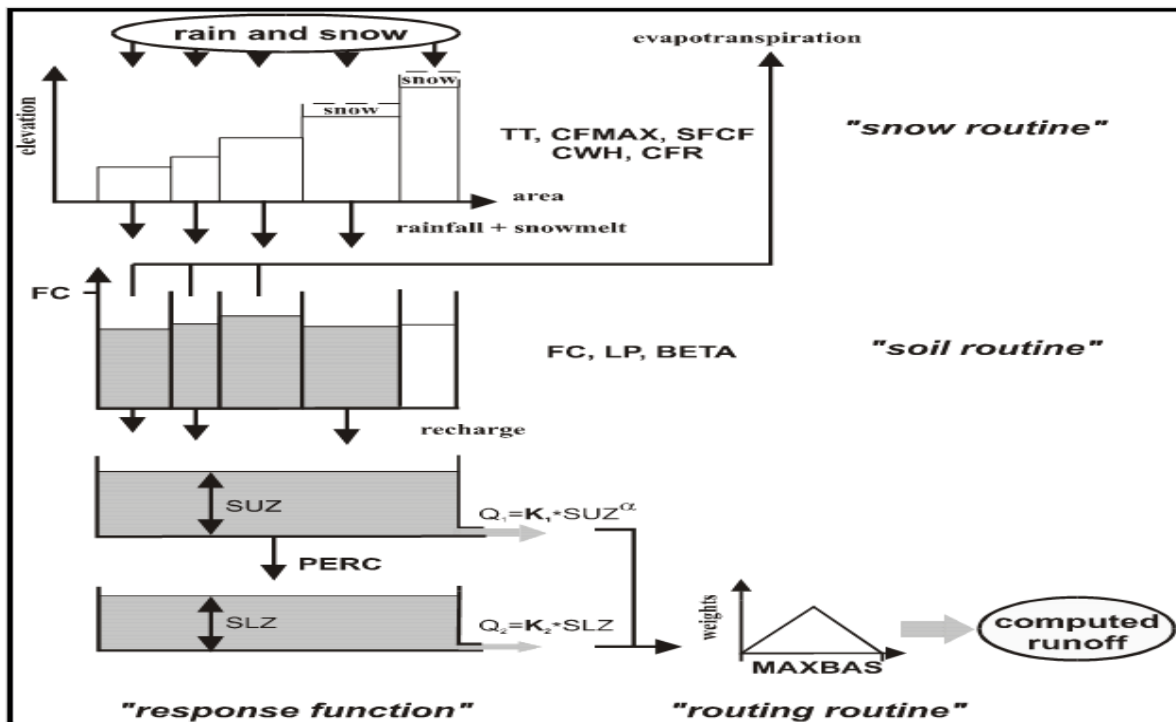 rain and snow
evapotranspiration
elevation
snow
snow
TT, CFMAX, SFCF
CWH, CFR
"snow routine"
area
rainfall + snowmelt
FC
FC, LP, BETA
"soil routine"
recharge
SUZ
Q₁=K₁*SUZ^α
PERC
SLZ
Q₂=K₂*SLZ
weights
MAXBAS
computed
runoff
"response function"
"routing routine"